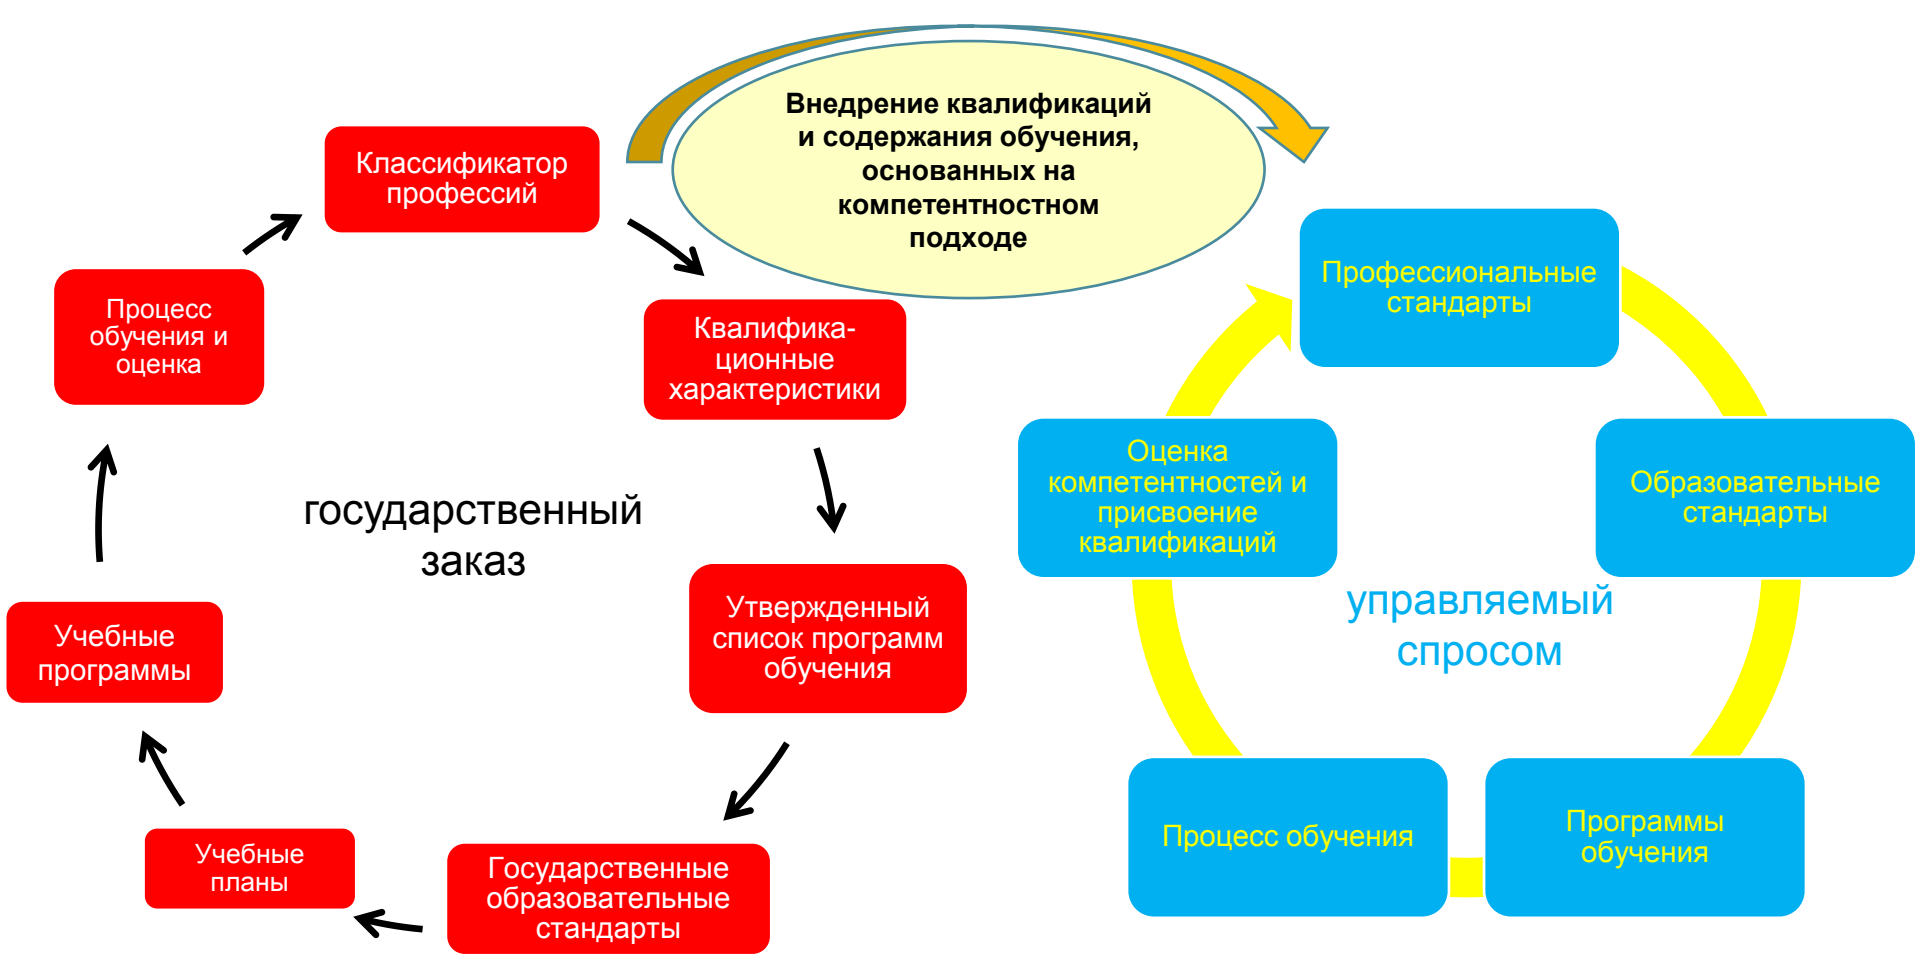 Внедрение квалификаций
и содержания обучения,
основанных на
компетентностном
подходе
Классификатор
профессий
Квалифика-
ционные
характеристики
Утвержденный
список программ
обучения
Государственные
образовательные
стандарты
Учебные
планы
Учебные
программы
Процесс
обучения и
оценка
государственный
заказ
Профессиональные
стандарты
Образовательные
стандарты
Программы
обучения
Процесс обучения
Оценка
компетентностей и
присвоение
квалификаций
управляемый
спросом